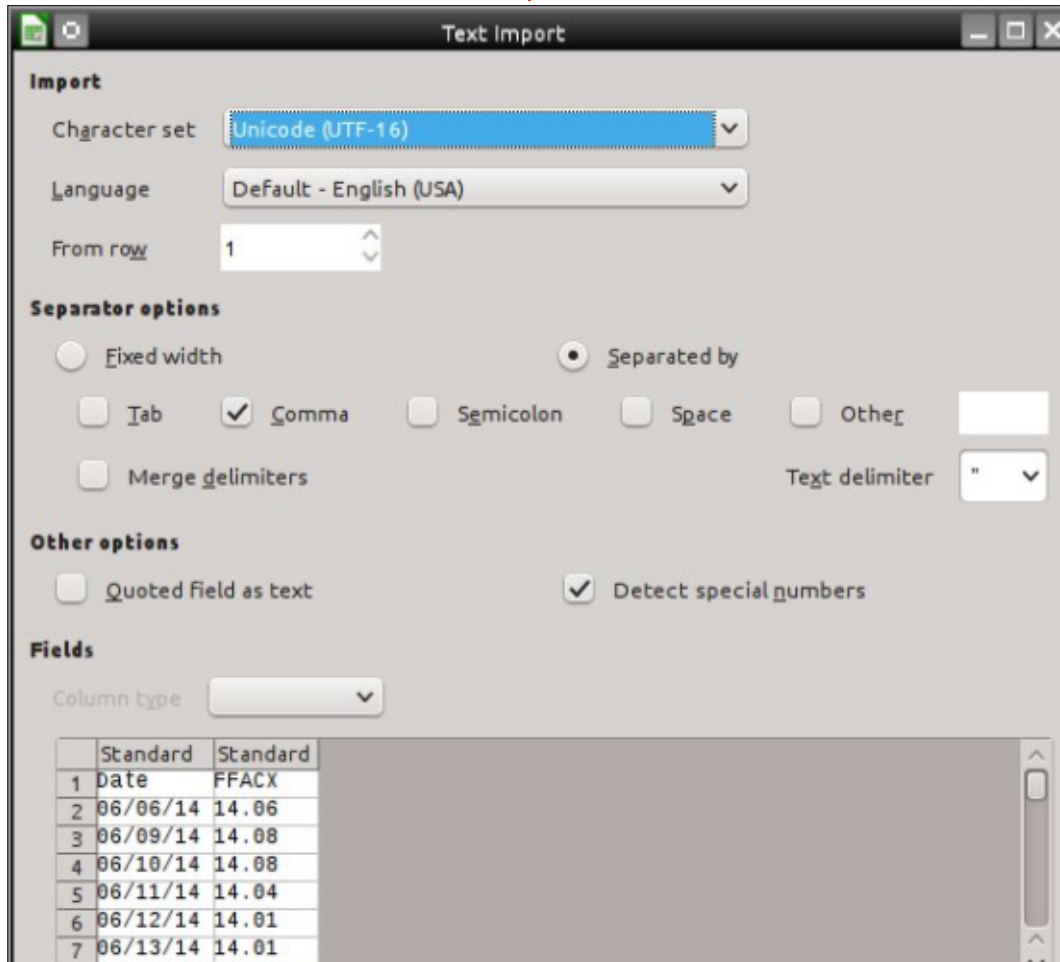 Text Import
Import
Character set Unicode (UTF-16)
Language Default - English (USA)
From row 1
Separator options
Fixed width Separated by
Tab Comma Semicolon Space Other
Merge delimiters Text delimiter "
Other options
Quoted field as text Detect special numbers
Fields
Column type
Standard Standard
1 Date FFACX
2 06/06/14 14.06
3 06/09/14 14.08
4 06/10/14 14.08
5 06/11/14 14.04
6 06/12/14 14.01
7 06/13/14 14.01